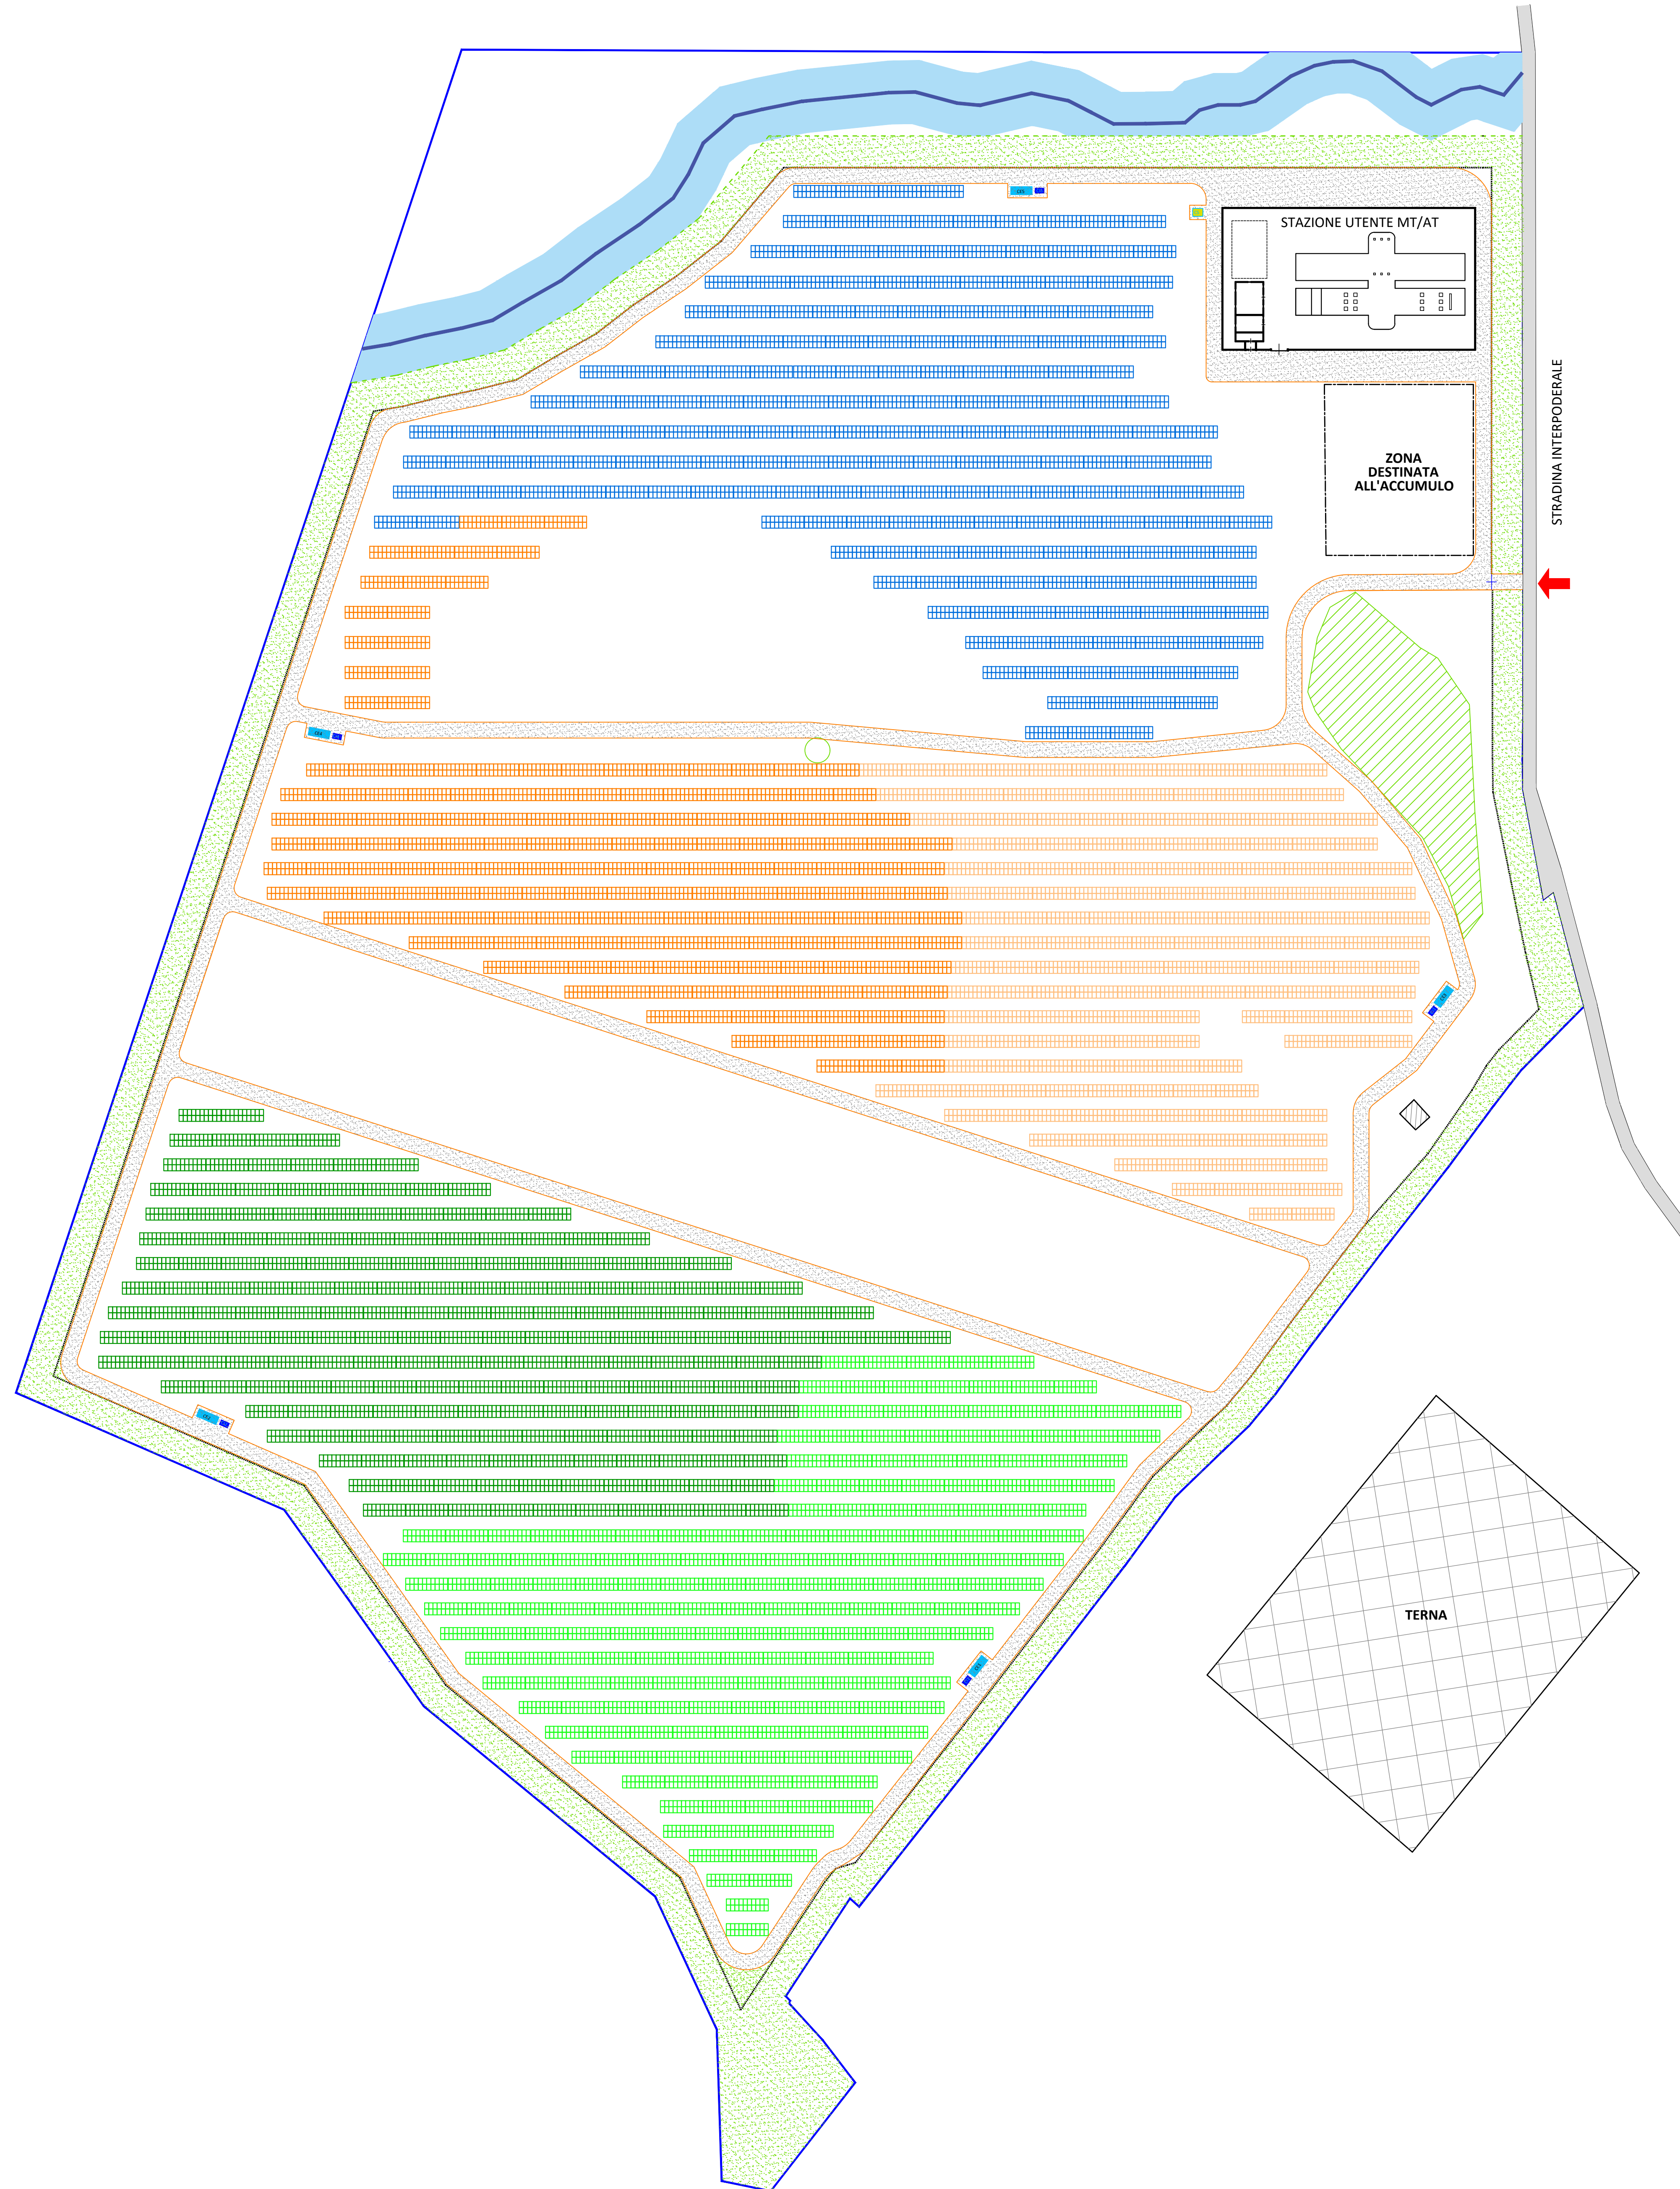 STAZIONE UTENTE MT/AT
ZONA
DESTINATA
ALL'ACCUMULO
STRADINA INTERPODERALE
TERNA